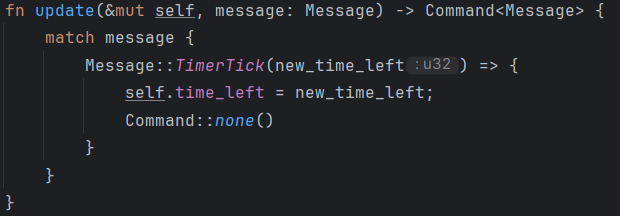 fn update(&mut self, message: Message) -> Command<Message> {
    match message {
        Message::TimerTick(new_time_left :u32 ) => {
            self.time_left = new_time_left;
            Command::none()
        }
    }
}